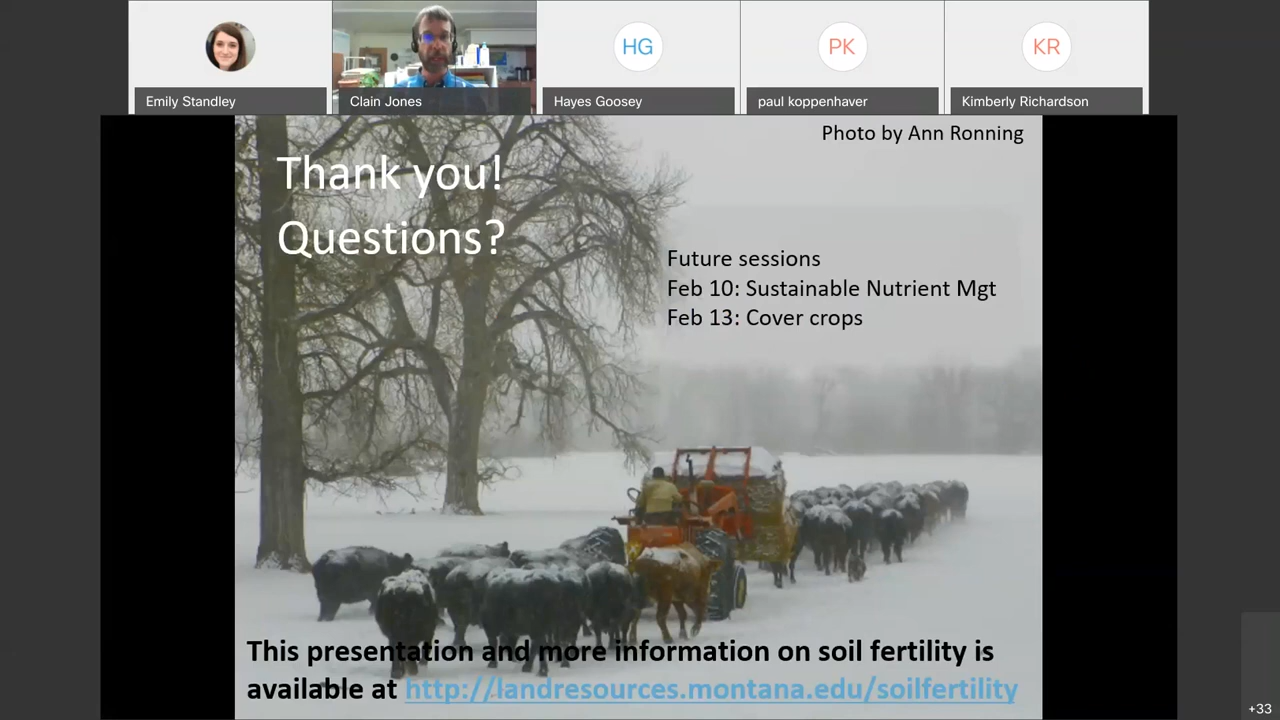 HG
PK
KR
Emily Standley
Clain Jones
Hayes Goosey
paul koppenhaver
Kimberly Richardson
Photo by Ann Ronning
Thank you!
Questions?
Future sessions
Feb 10: Sustainable Nutrient Mgt
Feb 13: Cover crops
This presentation and more information on soil fertility is
available at http://landresources.montana.edu/soilfertility
+33